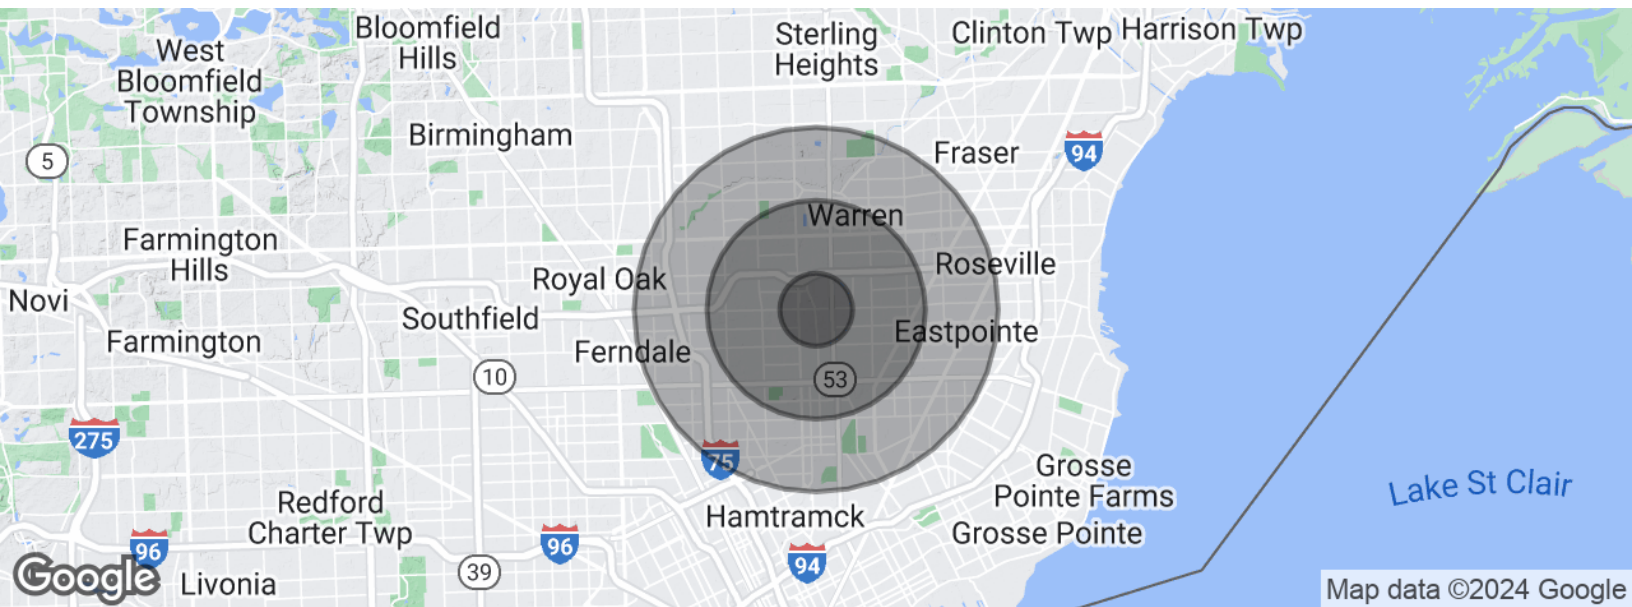 Bloomfield
Hills
West
Bloomfield
Township
Sterling
Heights
Clinton Twp
Harrison Twp
Birmingham
5
Fraser
94
Warren
Farmington
Hills
Royal Oak
Roseville
Novi
Southfield
Farmington
Ferndale
Eastpointe
10
53
275
75
Grosse
Pointe Farms
Lake St Clair
Redford
Charter Twp
Hamtramck
Grosse Pointe
96
96
94
39
Google
Livonia
Map data ©2024 Google